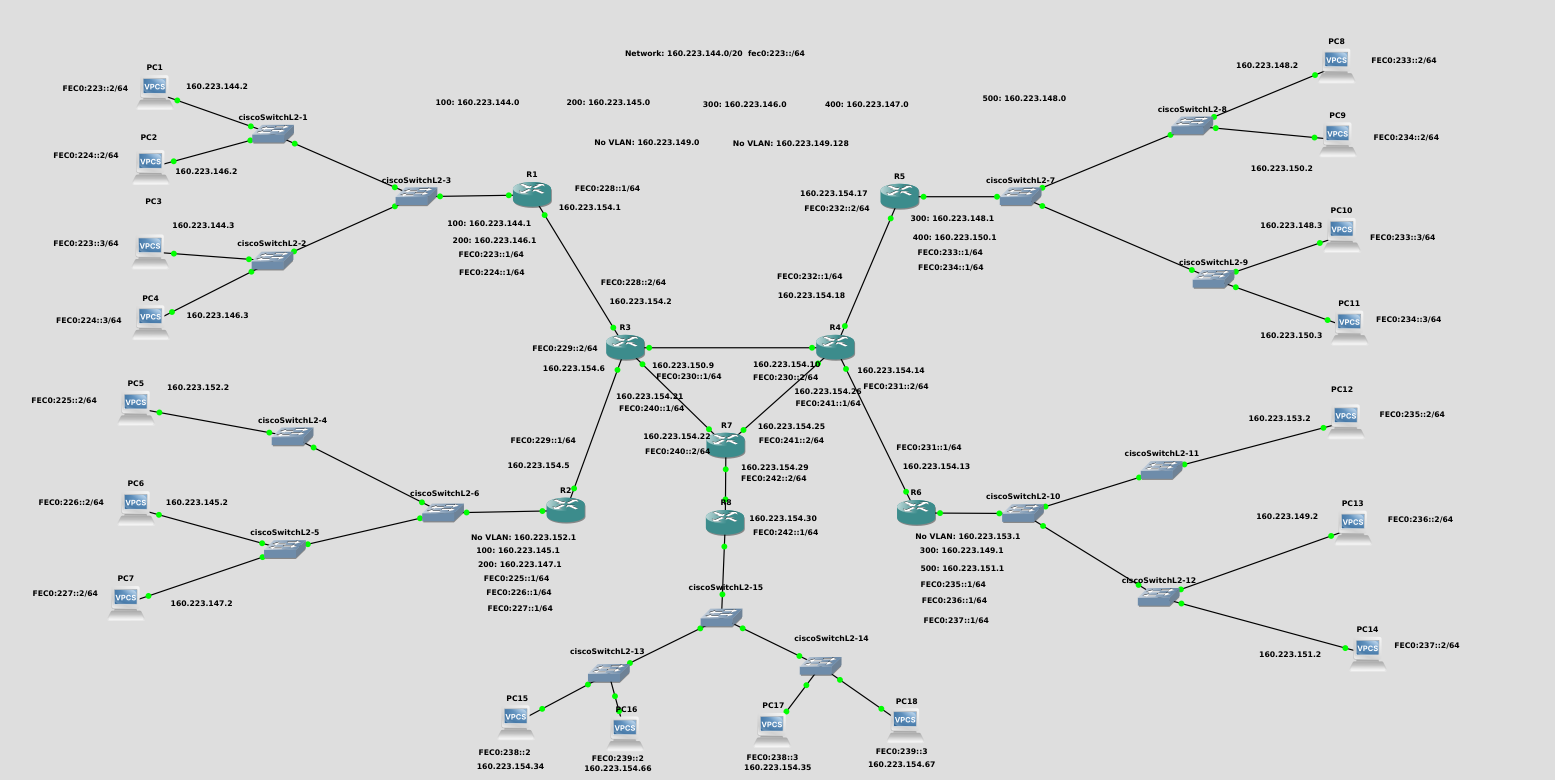 Network: 160.223.144.0/20  fec0:223::/64
100: 160.223.144.0
200: 160.223.145.0
300: 160.223.146.0
400: 160.223.147.0
500: 160.223.148.0
No VLAN: 160.223.149.0
No VLAN: 160.223.149.128
PC1
VPCS
FEC0:223::2/64
160.223.144.2
ciscoSwitchL2-1
PC2
VPCS
FEC0:224::2/64
160.223.146.2
ciscoSwitchL2-3
PC3
VPCS
FEC0:223::3/64
160.223.144.3
ciscoSwitchL2-2
PC4
VPCS
FEC0:224::3/64
160.223.146.3
R1
FEC0:228::1/64
160.223.154.1
100: 160.223.144.1
200: 160.223.146.1
FEC0:223::1/64
FEC0:224::1/64
FEC0:228::2/64
160.223.154.2
R3
FEC0:229::2/64
160.223.154.6
160.223.150.9
FEC0:230::1/64
160.223.154.21
FEC0:240::1/64
R5
160.223.154.17
FEC0:232::2/64
300: 160.223.148.1
400: 160.223.150.1
FEC0:233::1/64
FEC0:234::1/64
FEC0:232::1/64
160.223.154.18
R4
160.223.154.10
FEC0:230::2/64
160.223.154.14
FEC0:231::2/64
160.223.154.26
FEC0:241::1/64
ciscoSwitchL2-7
ciscoSwitchL2-8
PC8
VPCS
160.223.148.2
FEC0:233::2/64
PC9
VPCS
FEC0:234::2/64
160.223.150.2
ciscoSwitchL2-9
PC10
VPCS
160.223.148.3
FEC0:233::3/64
PC11
VPCS
FEC0:234::3/64
160.223.150.3
PC5
VPCS
FEC0:225::2/64
160.223.152.2
ciscoSwitchL2-4
PC6
VPCS
FEC0:226::2/64
160.223.145.2
ciscoSwitchL2-6
ciscoSwitchL2-5
PC7
VPCS
FEC0:227::2/64
160.223.147.2
FEC0:229::1/64
160.223.154.5
R2
No VLAN: 160.223.152.1
100: 160.223.145.1
200: 160.223.147.1
FEC0:225::1/64
FEC0:226::1/64
FEC0:227::1/64
R7
160.223.154.22
FEC0:240::2/64
160.223.154.25
FEC0:241::2/64
160.223.154.29
FEC0:242::2/64
R8
160.223.154.30
FEC0:242::1/64
FEC0:231::1/64
160.223.154.13
R6
No VLAN: 160.223.153.1
300: 160.223.149.1
500: 160.223.151.1
FEC0:235::1/64
FEC0:236::1/64
FEC0:237::1/64
ciscoSwitchL2-10
ciscoSwitchL2-11
PC12
VPCS
160.223.153.2
FEC0:235::2/64
PC13
VPCS
160.223.149.2
FEC0:236::2/64
ciscoSwitchL2-12
PC14
VPCS
160.223.151.2
FEC0:237::2/64
ciscoSwitchL2-15
ciscoSwitchL2-13
ciscoSwitchL2-14
PC15
VPCS
FEC0:238::2
160.223.154.34
PC16
VPCS
FEC0:239::2
160.223.154.66
PC17
VPCS
FEC0:238::3
160.223.154.35
PC18
VPCS
FEC0:239::3
160.223.154.67